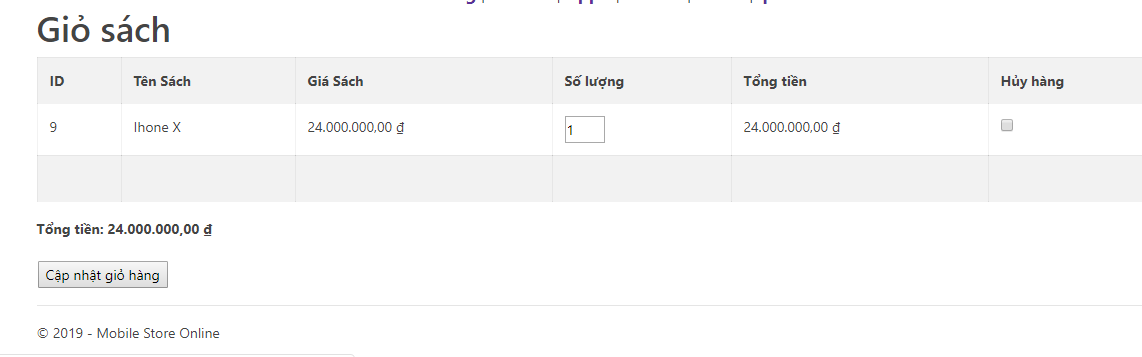 Giỏ sách
ID Tên Sách Giá Sách Số lượng Tổng tiền Hủy hàng
9 Ihone X 24.000.000,00 ₫ 1 24.000.000,00 ₫
Tổng tiền: 24.000.000,00 ₫
Cập nhật giỏ hàng
© 2019 - Mobile Store Online